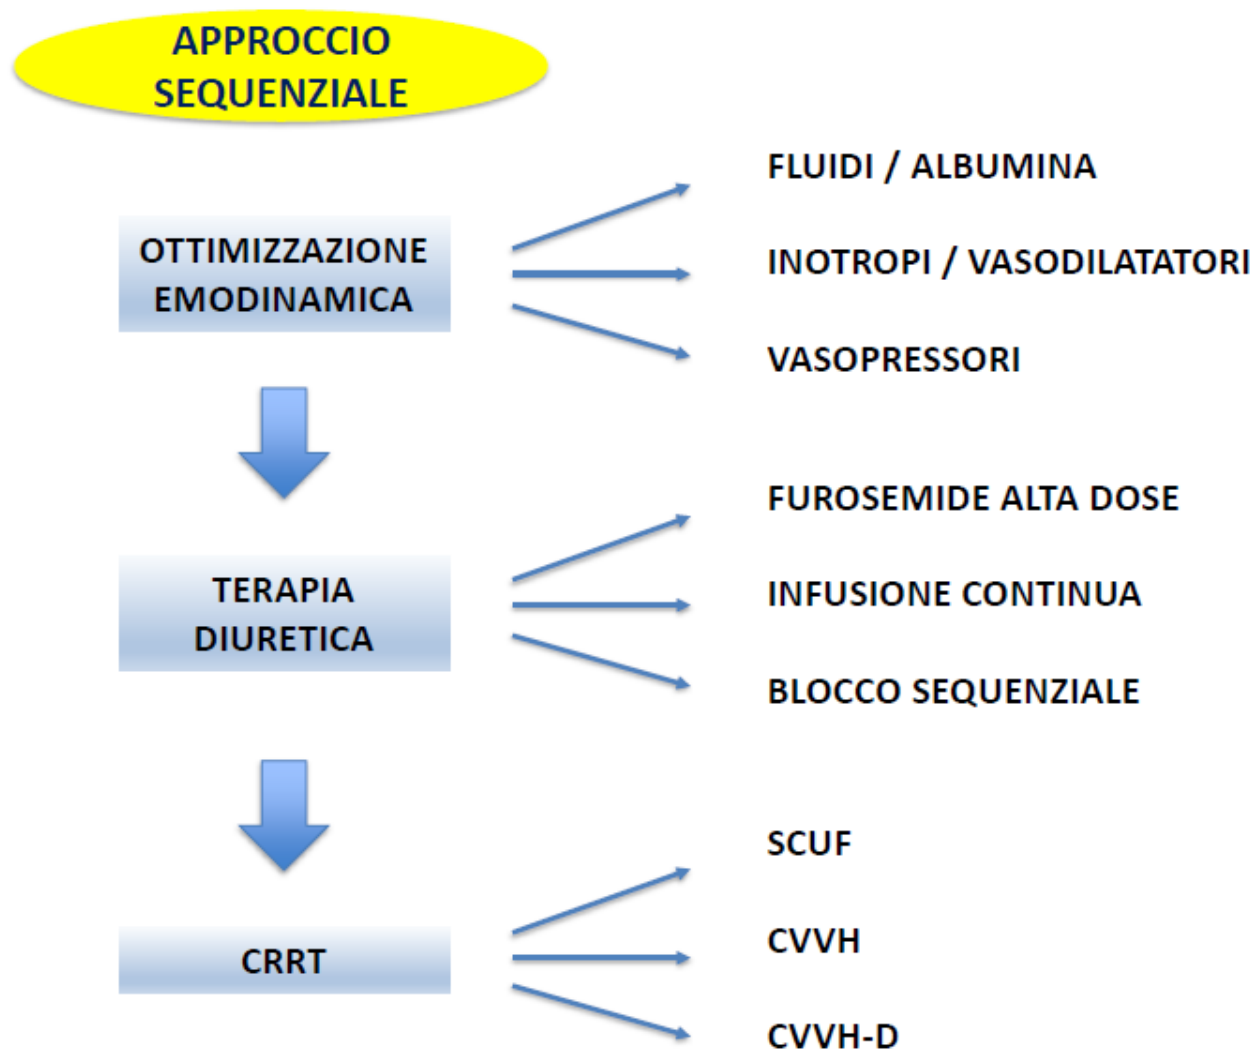 APPROCCIO
SEQUENZIALE
OTTIMIZZAZIONE
EMODINAMICA
FLUIDI / ALBUMINA
INOTROPI / VASODILATATORI
VASOPRESSORI
TERAPIA
DIURETICA
FUROSEMIDE ALTA DOSE
INFUSIONE CONTINUA
BLOCCO SEQUENZIALE
CRRT
SCUF
CVVH
CVVH-D